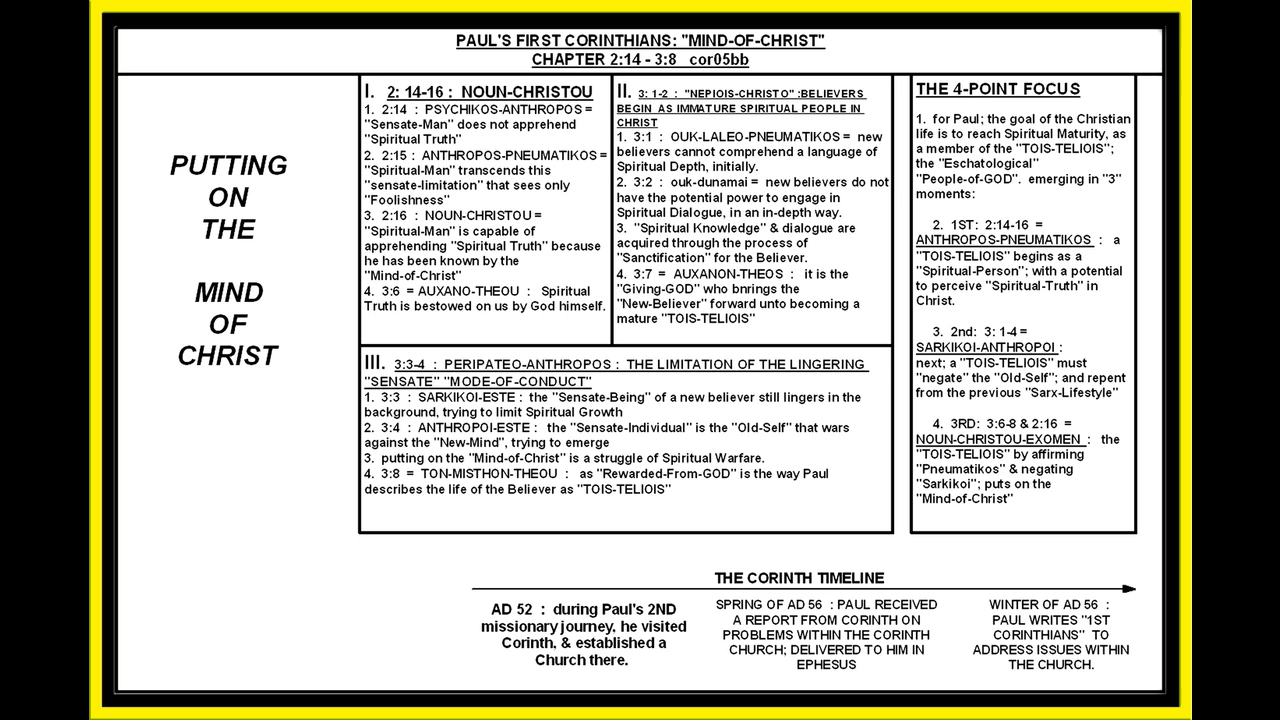 PAUL'S FIRST CORINTHIANS: "MIND-OF-CHRIST"
CHAPTER 2:14 - 3:8 cor05bb
PUTTING
ON
THE
MIND
OF
CHRIST
I. 2: 14-16 : NOUN-CHRISTOU
1. 2:14 : PSYCHIKOS-ANTHROPOS =
"Sensate-Man" does not apprehend
"Spiritual Truth"
2. 2:15 : ANTHROPOS-PNEUMATIKOS =
"Spiritual-Man" transcends this
"sensate-limitation" that sees only
"Foolishness"
3. 2:16 : NOUN-CHRISTOU =
"Spiritual-Man" is capable of
apprehending "Spiritual Truth" because
he has been known by the
"Mind-of-Christ"
4. 3:6 = AUXANO-THEOU : Spiritual
Truth is bestowed on us by God himself.
II. 3: 1-2 : "NEPIOIS-CHRISTO" :BELIEVERS
BEGIN AS IMMATURE SPIRITUAL PEOPLE IN
CHRIST
1. 3:1 : OUK-LALEO-PNEUMATIKOS = new
believers cannot comprehend a language of
Spiritual Depth, initially.
2. 3:2 : ouk-dunamai = new believers do not
have the potential power to engage in
Spiritual Dialogue, in an in-depth way.
3. "Spiritual Knowledge" & dialogue are
acquired through the process of
"Sanctification" for the Believer.
4. 3:7 = AUXANON-THEOS : it is the
"Giving-GOD" who bnrings the
"New-Believer" forward unto becoming a
mature "TOIS-TELIOIS"
III. 3:3-4 : PERIPATEO-ANTHROPOS : THE LIMITATION OF THE LINGERING
"SENSATE" "MODE-OF-CONDUCT"
1. 3:3 : SARKIKOI-ESTE : the "Sensate-Being" of a new believer still lingers in the
background, trying to limit Spiritual Growth
2. 3:4 : ANTHROPOI-ESTE : the "Sensate-Individual" is the "Old-Self" that wars
against the "New-Mind", trying to emerge
3. putting on the "Mind-of-Christ" is a struggle of Spiritual Warfare.
4. 3:8 = TON-MISTHON-THEOU : as "Rewarded-From-GOD" is the way Paul
describes the life of the Believer as "TOIS-TELIOIS"
THE 4-POINT FOCUS
1. for Paul; the goal of the Christian
life is to reach Spiritual Maturity, as
a member of the "TOIS-TELIOIS";
the "Eschatological"
"People-of-GOD". emerging in "3"
moments:
2. 1ST: 2:14-16 =
ANTHROPOS-PNEUMATIKOS : a
"TOIS-TELIOIS" begins as a
"Spiritual-Person"; with a potential
to perceive "Spiritual-Truth" in
Christ.
3. 2nd: 3: 1-4 =
SARKIKOI-ANTHROPOI :
next; a "TOIS-TELIOIS" must
"negate" the "Old-Self"; and repent
from the previous "Sarx-Lifestyle"
4. 3RD: 3:6-8 & 2:16 =
NOUN-CHRISTOU-EXOMEN : the
"TOIS-TELIOIS" by affirming
"Pneumatikos" & negating
"Sarkikoi"; puts on the
"Mind-of-Christ"
THE CORINTH TIMELINE
AD 52 : during Paul's 2ND
missionary journey, he visited
Corinth, & established a
Church there.
SPRING OF AD 56 : PAUL RECEIVED
A REPORT FROM CORINTH ON
PROBLEMS WITHIN THE CORINTH
CHURCH; DELIVERED TO HIM IN
EPHESUS
WINTER OF AD 56 :
PAUL WRITES "1ST
CORINTHIANS" TO
ADDRESS ISSUES WITHIN
THE CHURCH.